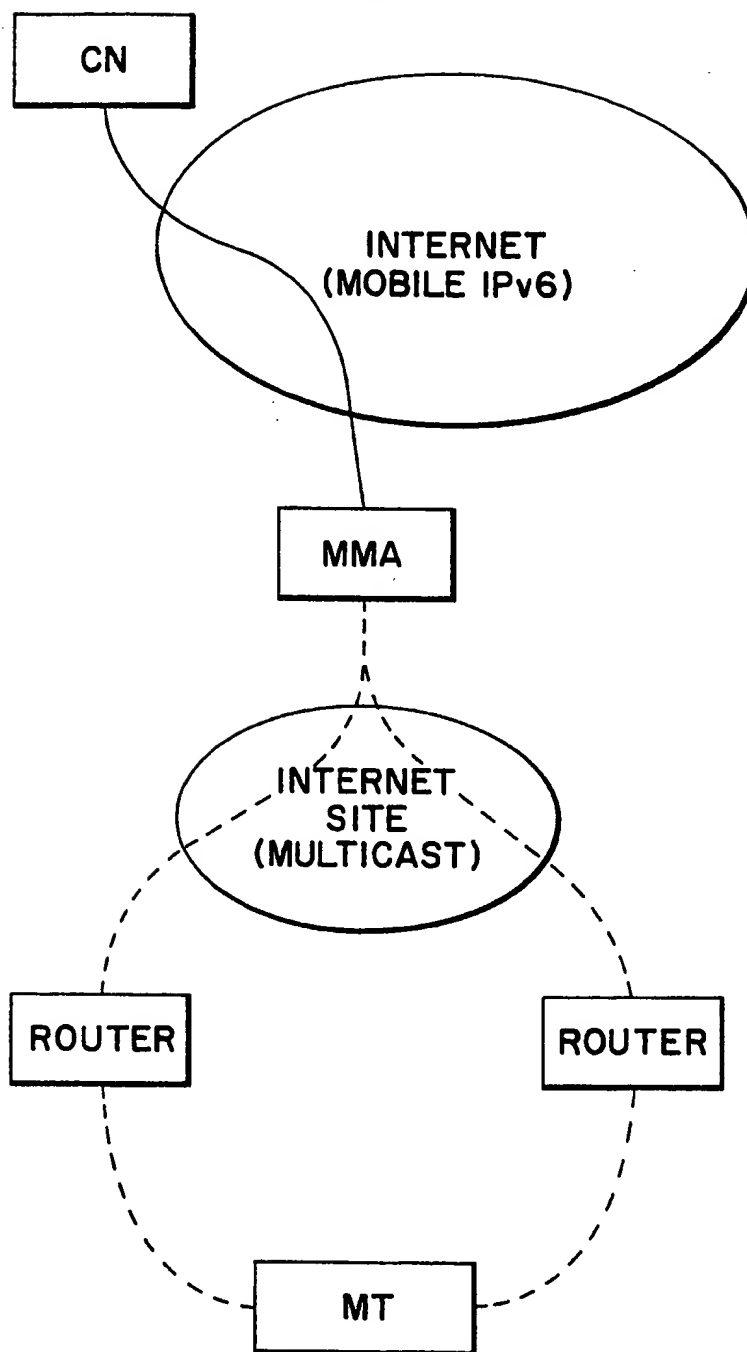 CN
INTERNET
(MOBILE IPv6)
MMA
INTERNET
SITE
(MULTICAST)
ROUTER
ROUTER
MT